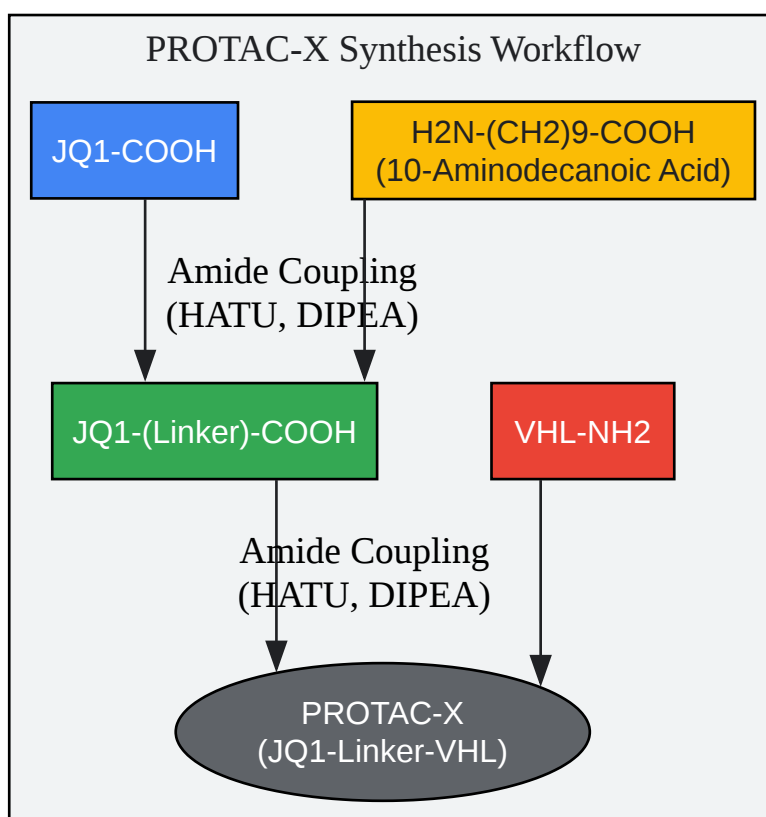 PROTAC-X Synthesis Workflow
JQ1-COOH
H2N-(CH2)9-COOH
(10-Aminodecanoic Acid)
Amide Coupling
(HATU, DIPEA)
JQ1-(Linker)-COOH
VHL-NH2
Amide Coupling
(HATU, DIPEA)
PROTAC-X
(JQ1-Linker-VHL)